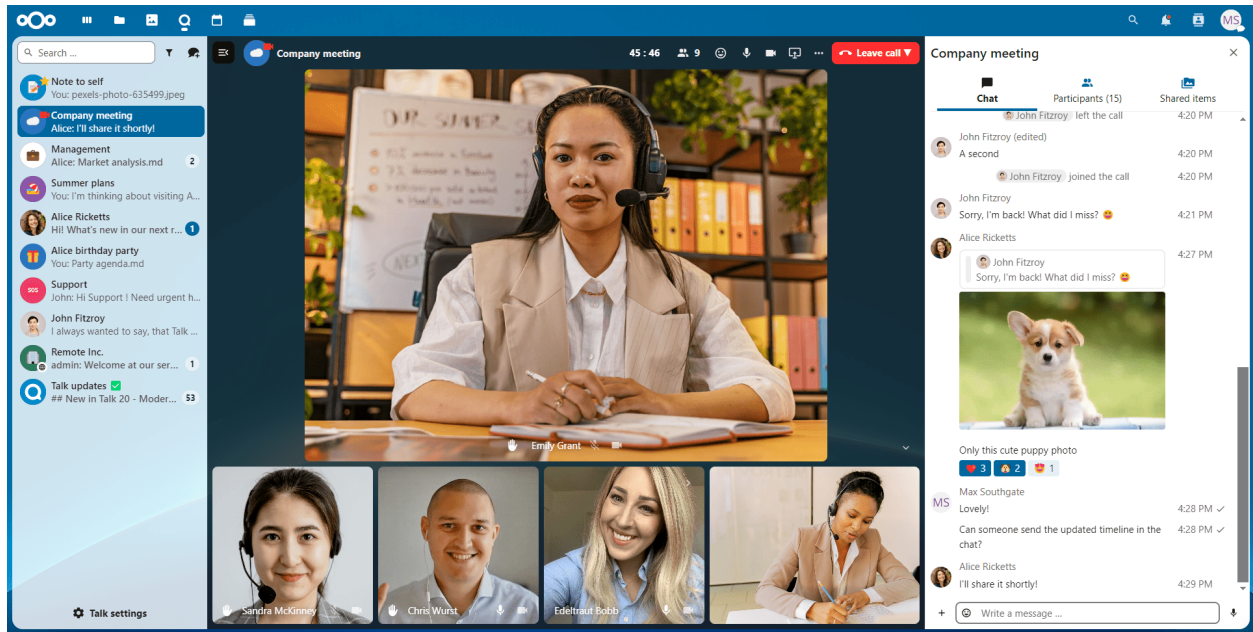 MS
Search ...
Note to self
You: pexels-photo-635499.jpeg
Company meeting
Alice: I'll share it shortly!
Management
Alice: Market analysis.md 2
Summer plans
You: I'm thinking about visiting A...
Alice Ricketts
Hi! What's new in our next r... 1
Alice birthday party
You: Party agenda.md
SOS
Support
John: Hi Support ! Need urgent h...
John Fitzroy
I always wanted to say, that Talk ...
Remote Inc.
admin: Welcome at our ser... 1
Talk updates ✅
## New in Talk 20 - Moder... 53
Talk settings
Company meeting
45 : 46
9
Leave call
OUR SUMMER
Emily Grant
Sandra McKinney
Chris Wurst
Edeltraut Bobb
Company meeting
Chat
Participants (15)
Shared items
John Fitzroy left the call 4:20 PM
John Fitzroy (edited)
A second 4:20 PM
John Fitzroy joined the call 4:20 PM
John Fitzroy
Sorry, I'm back! What did I miss? 4:21 PM
Alice Ricketts
4:27 PM
John Fitzroy
Sorry, I'm back! What did I miss?
Only this cute puppy photo
3 2 1
Max Southgate
MS
Lovely! 4:28 PM
Can someone send the updated timeline in the 4:28 PM
chat?
Alice Ricketts
I'll share it shortly! 4:29 PM
Write a message ...